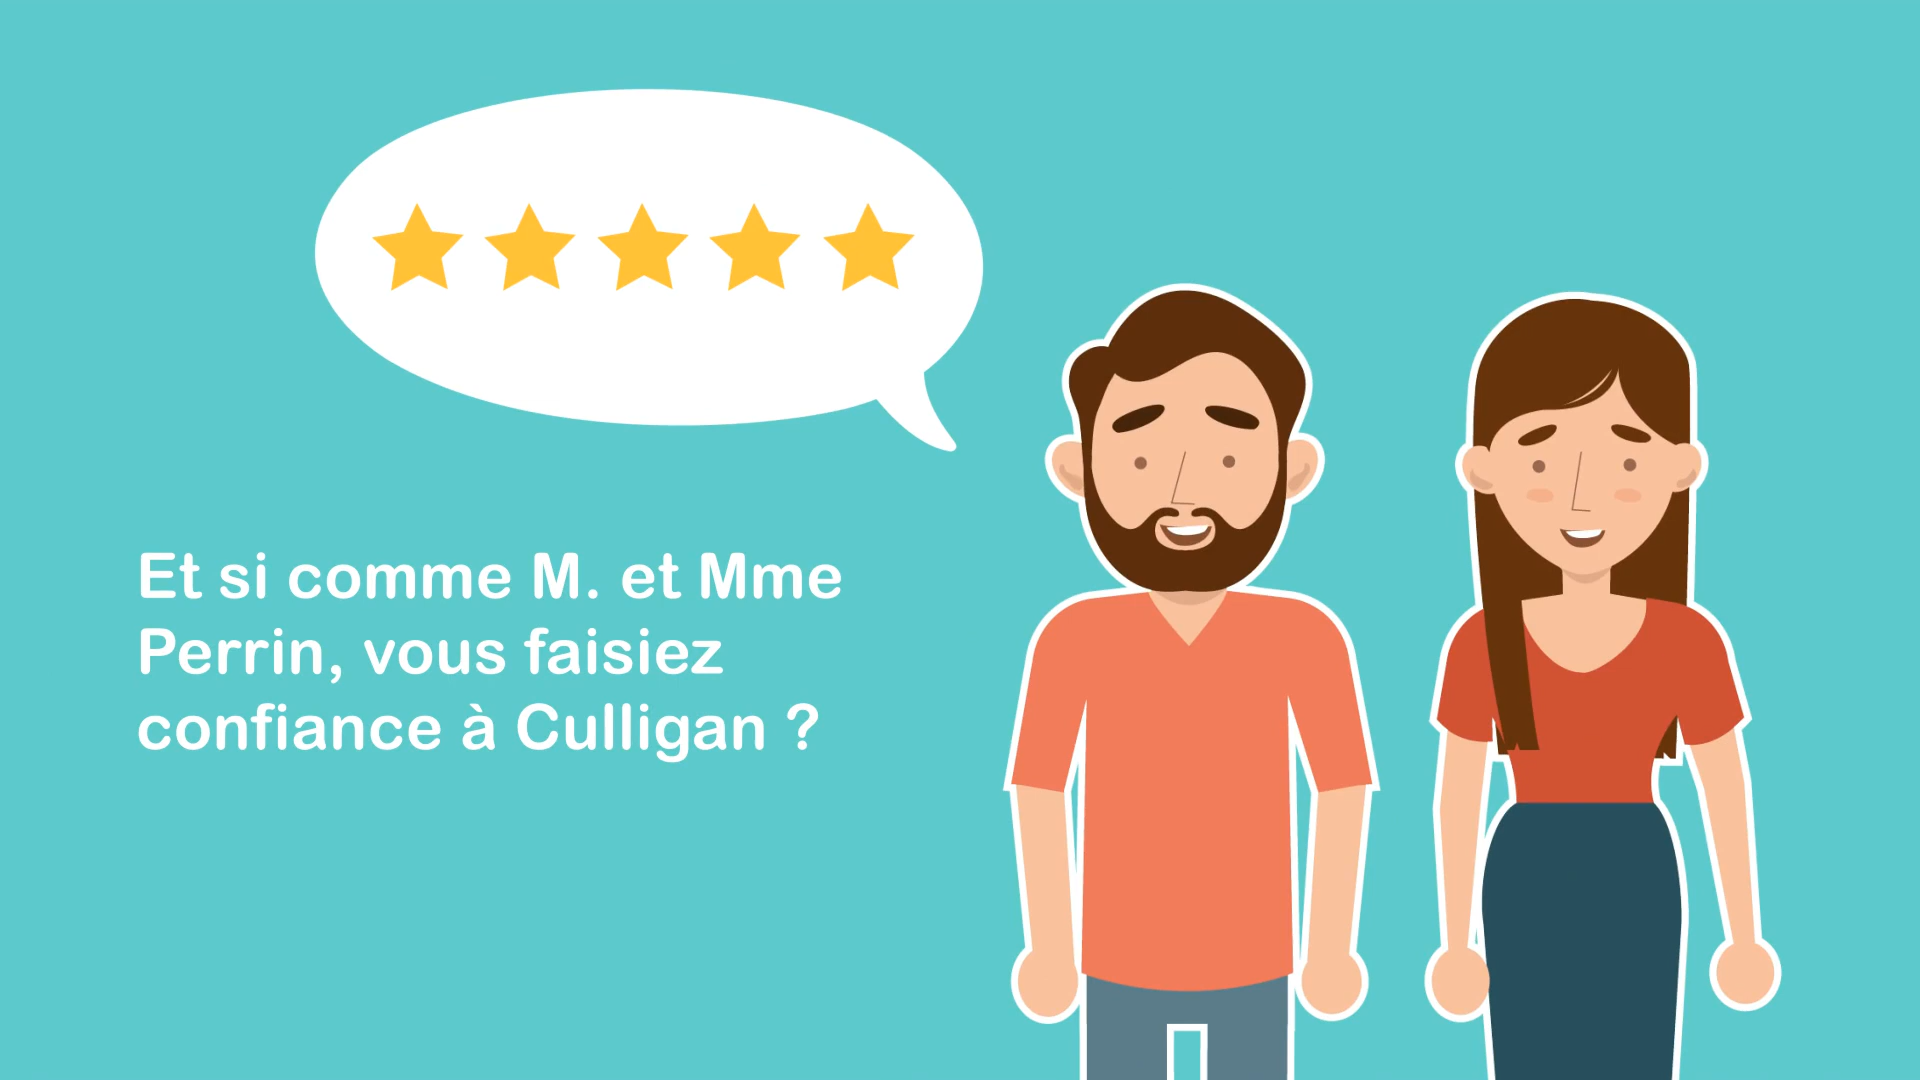 Et si comme M. et Mme
Perrin, vous faisiez
confiance à Culligan ?